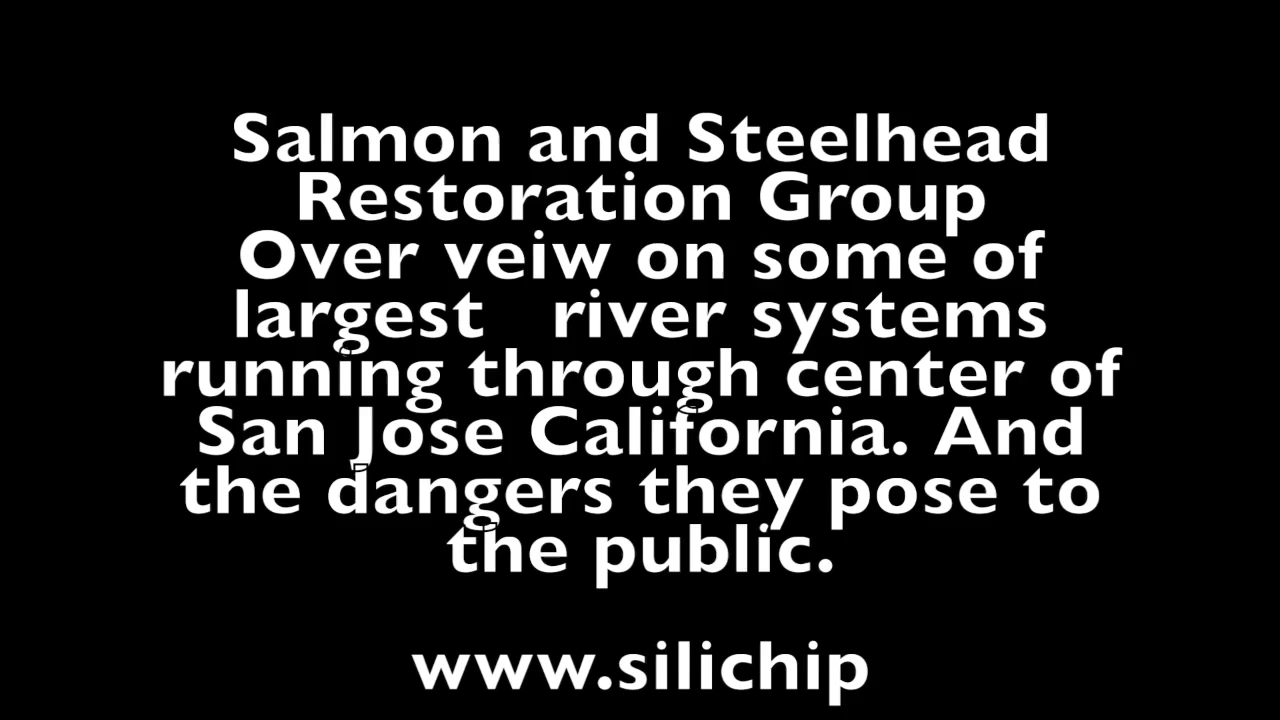 Salmon and Steelhead
Restoration Group
Over veiw on some of
largest   river systems
running through center of
San Jose California. And
the dangers they pose to
the public.
www.silichip